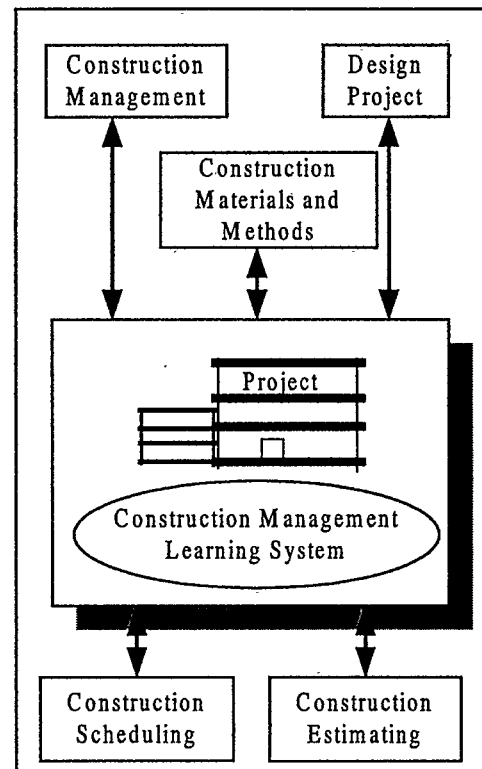 Construction
Management
Design
Project
Construction
Materials and
Methods
Project
Construction Management
Learning System
Construction
Scheduling
Construction
Estimating